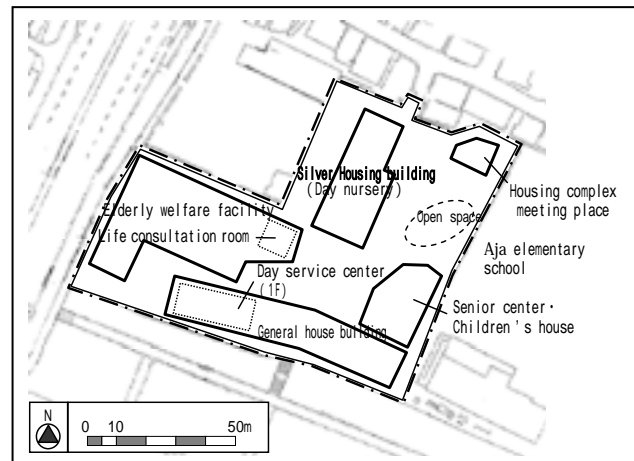 Silver Housing building
(Day nursery)
Housing complex
meeting place
Elderly welfare facility
Open space
Life consultation room
Aja elementary
school
Day service center
(1F)
Senior center・
Children's house
General house building
N
0 10 50m